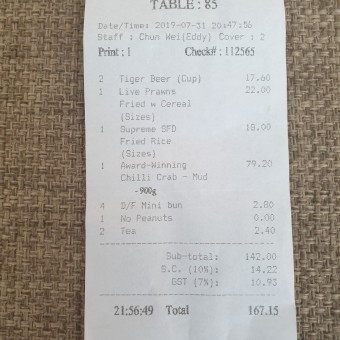 TABLE : 85
Date/Time: 2019-07-31 20:47:56
Staff : Chun Wei(Eddy) Cover : 2
Print : 1 Check# : 112565
2 Tiger Beer (Cup) 17.60
1 Live Prawns 22.00
Fried w Cereal
(Sizes)
1 Supreme SFD 18.00
Fried Rice
(Sizes)
1 Award-Winning 79.20
Chilli Crab - Mud
- 900g
4 D/F Mini bun 2.80
1 No Peanuts 0.00
2 Tea 2.40
Sub-total: 142.00
S.C. (10%): 14.22
GST (7%): 10.93
21:56:49 Total 167.15